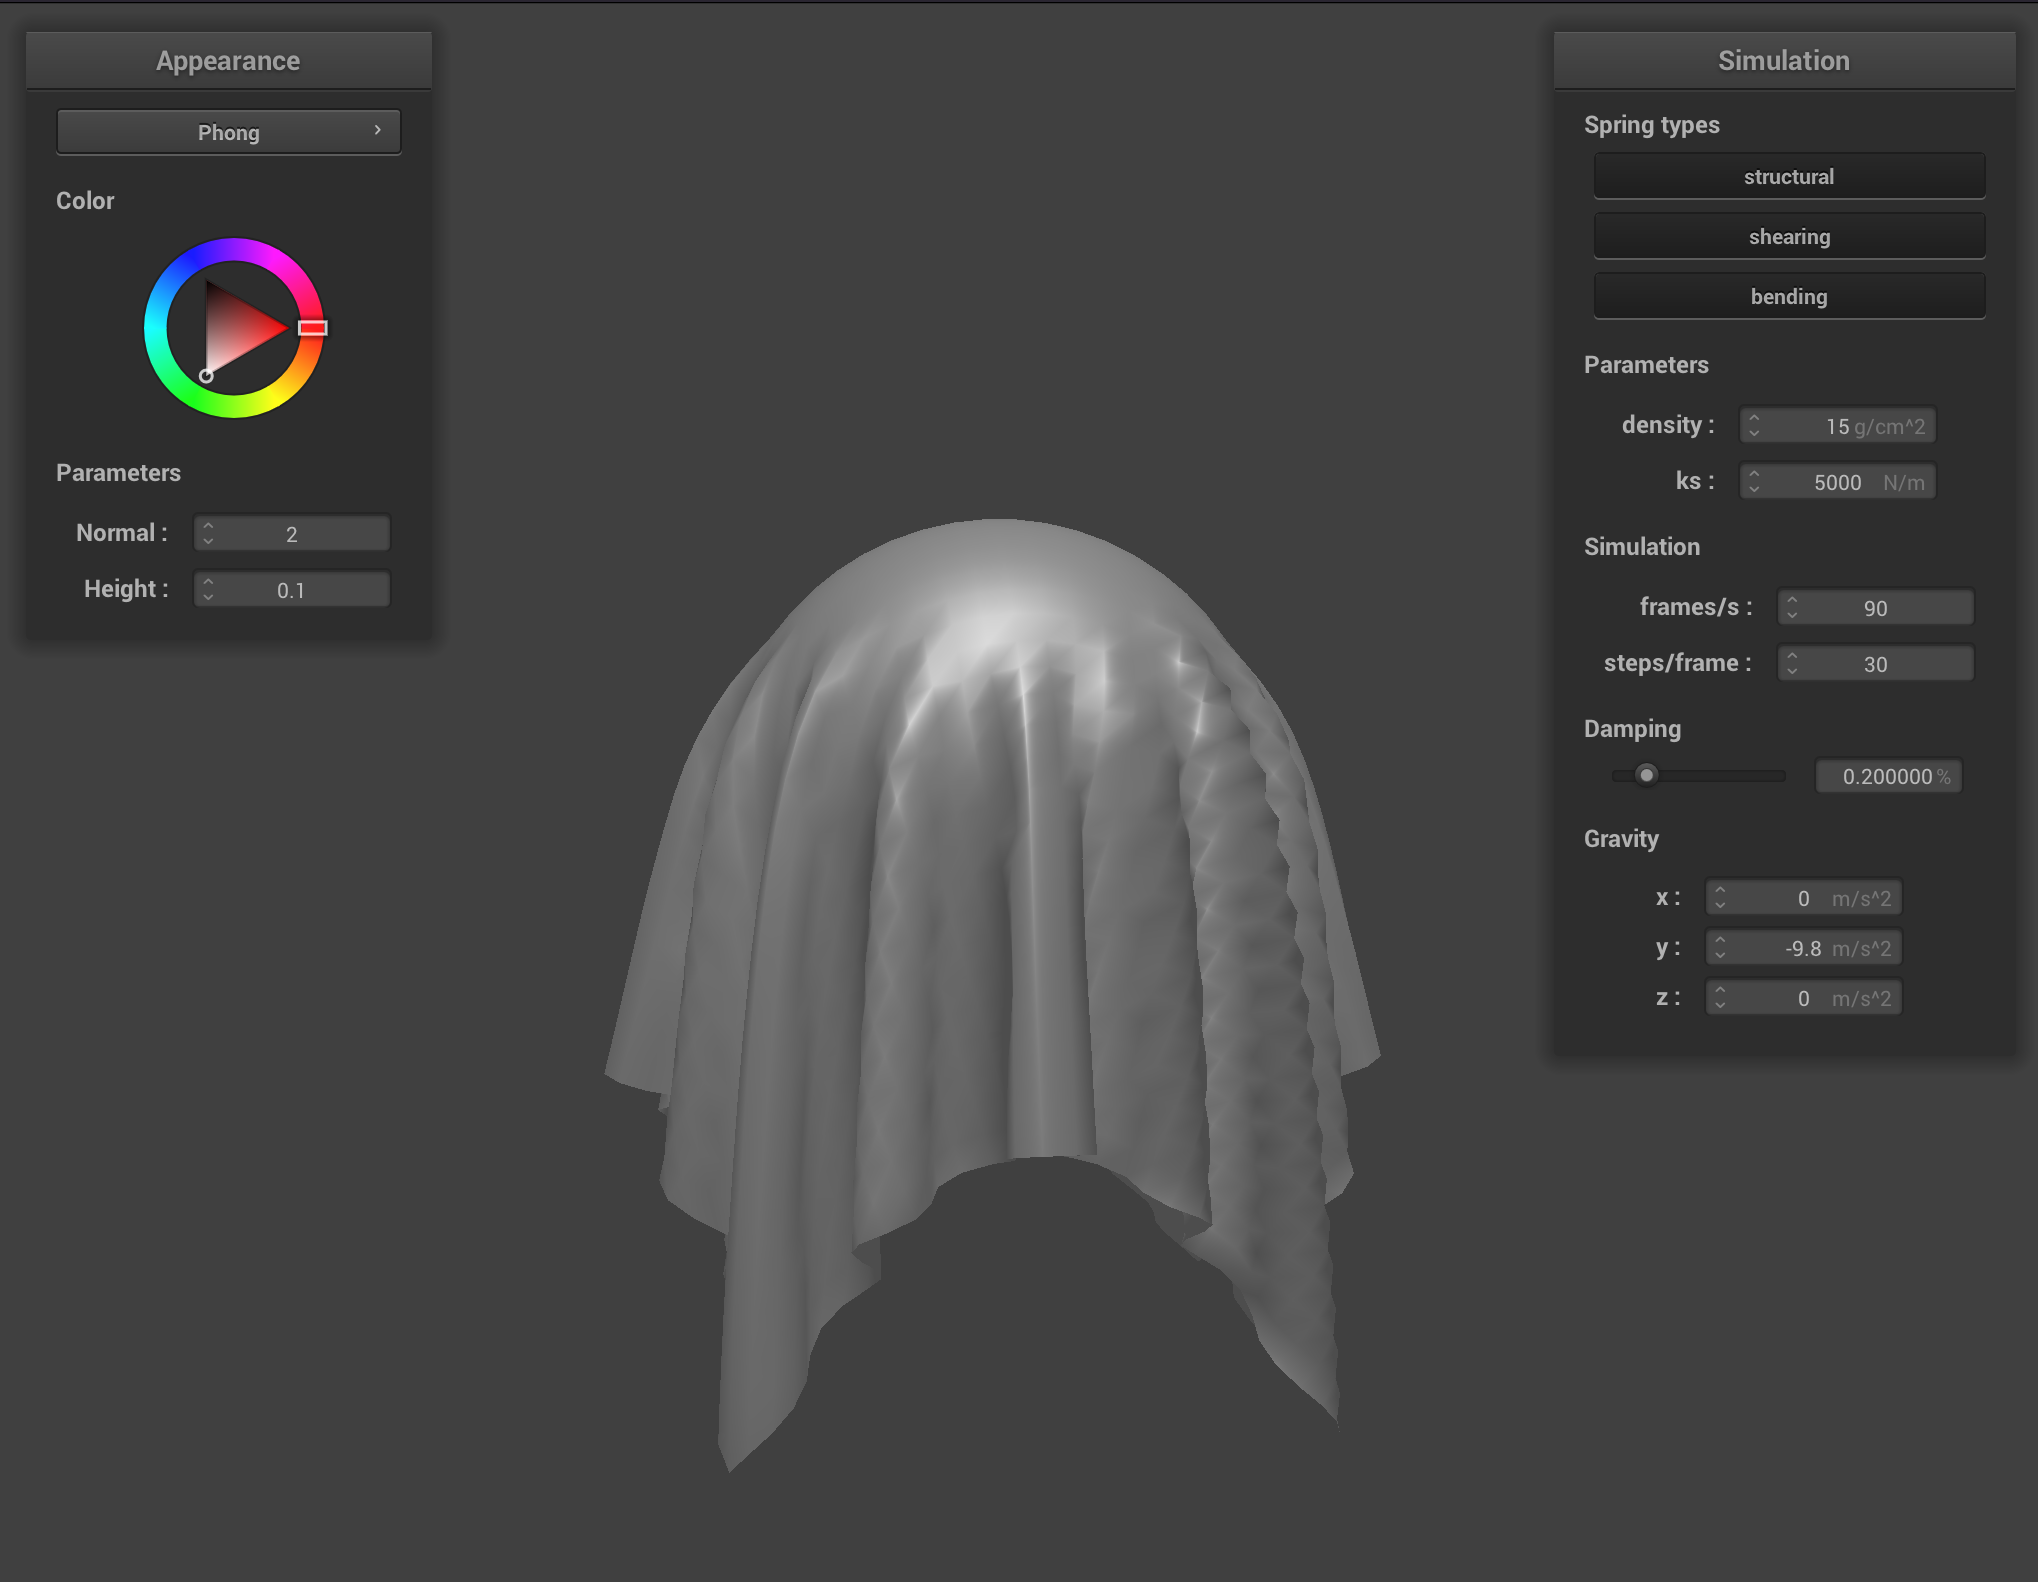 Appearance
Phong
Color
Parameters
Normal : 2
Height : 0.1
Simulation
Spring types
structural
shearing
bending
Parameters
density : 15 g/cm^2
ks : 5000 N/m
Simulation
frames/s : 90
steps/frame : 30
Damping
0.200000 %
Gravity
x : 0 m/s^2
y : -9.8 m/s^2
z : 0 m/s^2